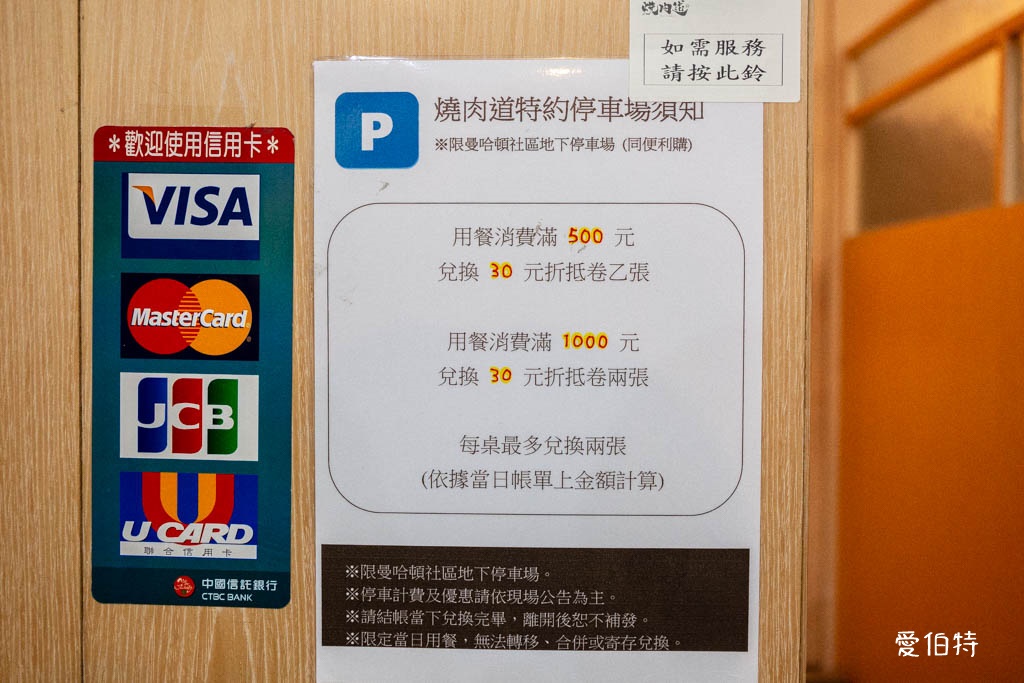 燒肉道
如需服務
請按此鈴
燒肉道特約停車場須知
※限曼哈頓社區地下停車場 (同便利購)
P
*歡迎使用信用卡*
VISA
MasterCard
JCB
U CARD
聯合信用卡
中國信託銀行
CTBC BANK
用餐消費滿 500 元
兌換 30 元折抵卷乙張
用餐消費滿 1000 元
兌換 30 元折抵卷兩張
每桌最多兌換兩張
(依據當日帳單上金額計算)
※限曼哈頓社區地下停車場。
※停車計費及優惠請依現場公告為主。
※請結帳當下兌換完畢，離開後恕不補發。
※限定當日用餐，無法轉移、合併或寄存兌換。
愛伯特